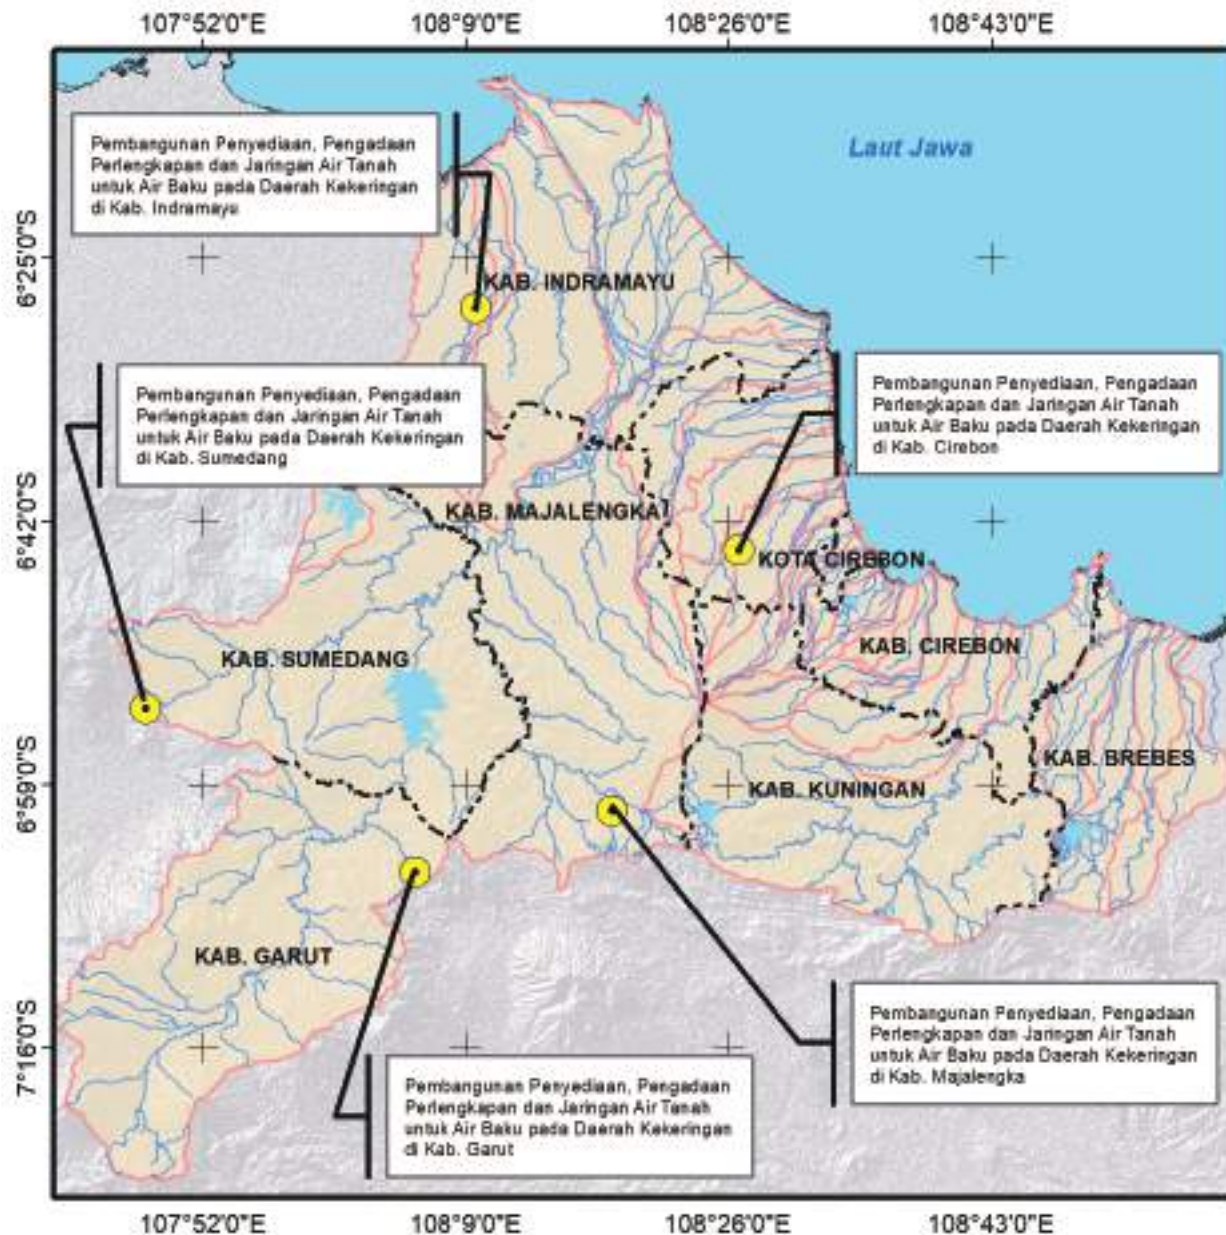 107°52'0"E
108°9'0"E
108°26'0"E
108°43'0"E
Pembangunan Penyediaan, Pengadaan
Perlengkapan dan Jaringan Air Tanah
untuk Air Baku pada Daerah Kekeringan
di Kab. Indramayu
Laut Jawa
6°25'0"S
KAB. INDRAMAYU
Pembangunan Penyediaan, Pengadaan
Perlengkapan dan Jaringan Air Tanah
untuk Air Baku pada Daerah Kekeringan
di Kab. Sumedang
Pembangunan Penyediaan, Pengadaan
Perlengkapan dan Jaringan Air Tanah
untuk Air Baku pada Daerah Kekeringan
di Kab. Cirebon
6°42'0"S
KAB. MAJALENGKA
KOTA CIREBON
KAB. SUMEDANG
KAB. CIREBON
6°59'0"S
KAB. KUNINGAN
KAB. BREBES
KAB. GARUT
7°16'0"S
Pembangunan Penyediaan, Pengadaan
Perlengkapan dan Jaringan Air Tanah
untuk Air Baku pada Daerah Kekeringan
di Kab. Majalengka
Pembangunan Penyediaan, Pengadaan
Perlengkapan dan Jaringan Air Tanah
untuk Air Baku pada Daerah Kekeringan
di Kab. Garut
107°52'0"E
108°9'0"E
108°26'0"E
108°43'0"E